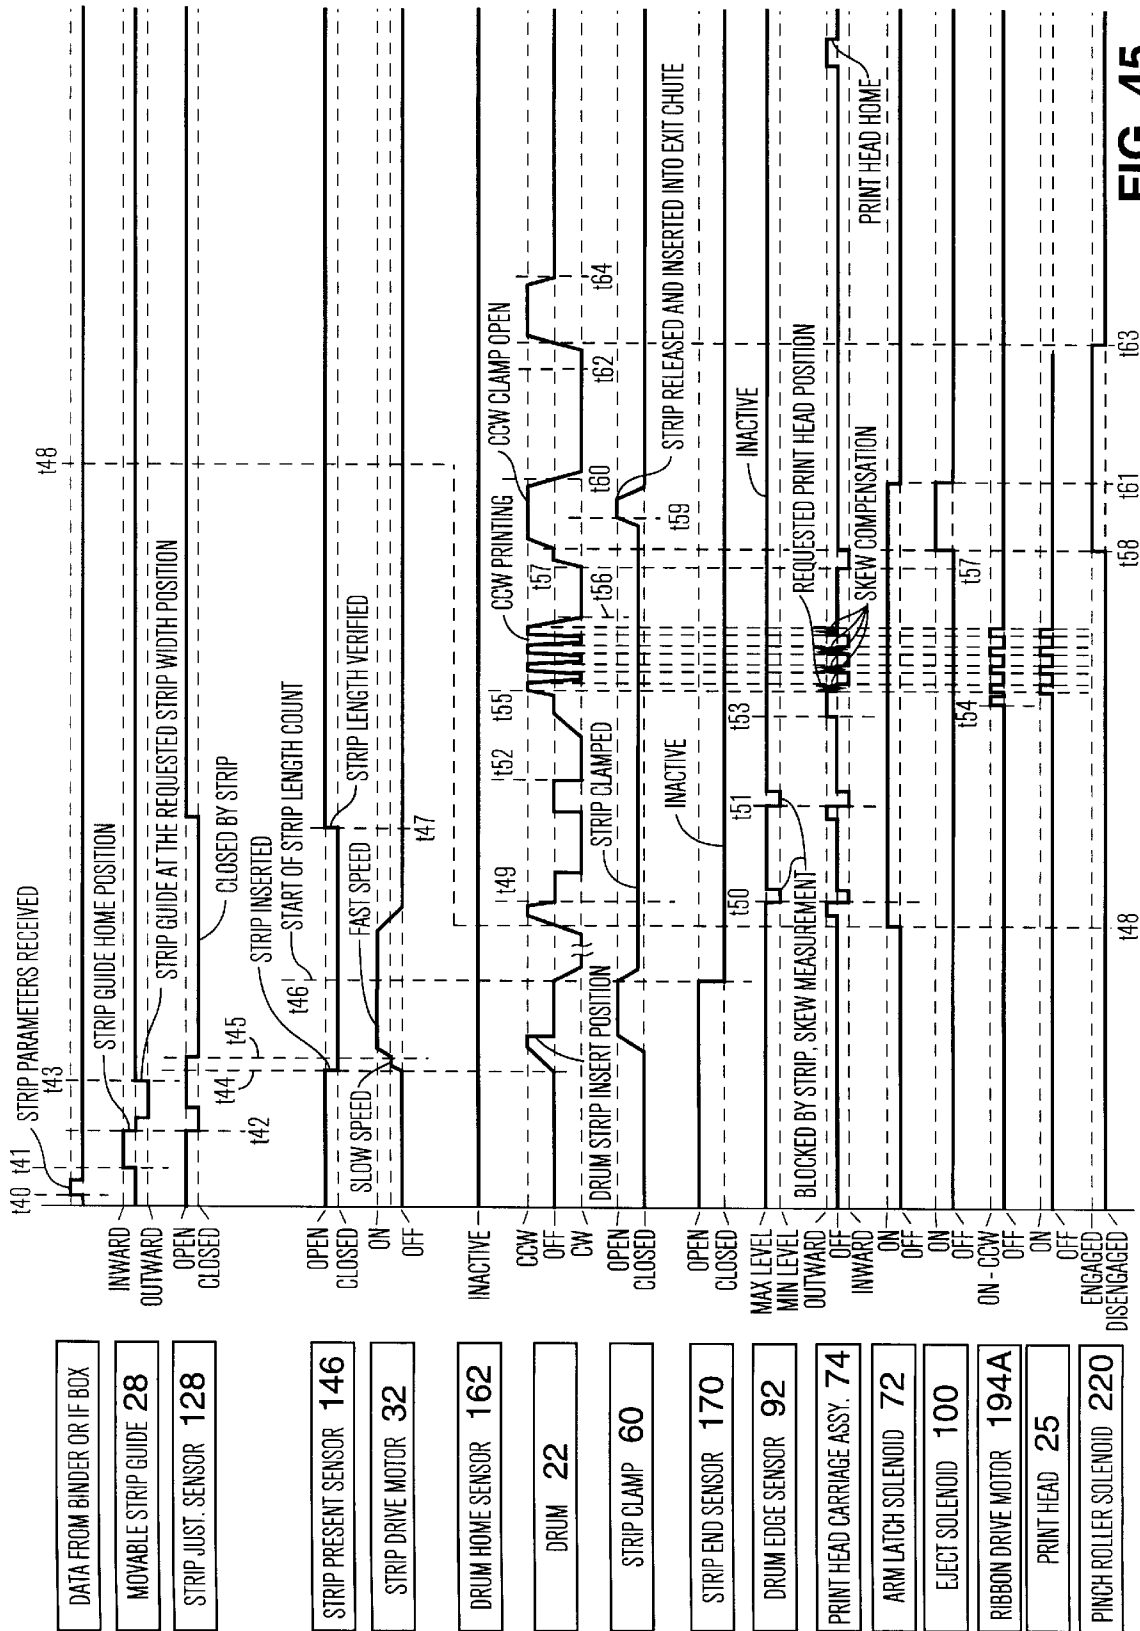 DATA FROM BINDER OR IF BOX
MOVABLE STRIP GUIDE 28
INWARD
OUTWARD
STRIP JUST. SENSOR 128
OPEN
CLOSED
t40
STRIP PARAMETERS RECEIVED
t41
t42
t43
STRIP GUIDE HOME POSITION
STRIP GUIDE AT THE REQUESTED STRIP WIDTH POSITION
CLOSED BY STRIP
t48
STRIP PRESENT SENSOR 146
OPEN
CLOSED
t44
t45
t46
STRIP INSERTED
START OF STRIP LENGTH COUNT
STRIP LENGTH VERIFIED
t47
STRIP DRIVE MOTOR 32
ON
OFF
SLOW SPEED
FAST SPEED
DRUM HOME SENSOR 162
INACTIVE
DRUM 22
CCW
OFF
CW
DRUM STRIP INSERT POSITION
t49
t52
t55
CCW PRINTING
t56
t57
CCW CLAMP OPEN
t60
t62
t64
STRIP CLAMP 60
OPEN
CLOSED
STRIP CLAMPED
t59
STRIP RELEASED AND INSERTED INTO EXIT CHUTE
STRIP END SENSOR 170
OPEN
CLOSED
INACTIVE
DRUM EDGE SENSOR 92
MAX LEVEL
MIN LEVEL
t50
t51
BLOCKED BY STRIP, SKEW MEASUREMENT
INACTIVE
PRINT HEAD CARRIAGE ASSY. 74
OUTWARD
OFF
INWARD
t53
REQUESTED PRINT HEAD POSITION
SKEW COMPENSATION
PRINT HEAD HOME
ARM LATCH SOLENOID 72
ON
OFF
EJECT SOLENOID 100
ON
OFF
t54
t57
RIBBON DRIVE MOTOR 194A
ON - CCW
OFF
PRINT HEAD 25
ON
OFF
PINCH ROLLER SOLENOID 220
ENGAGED
DISENGAGED
t48
t58
t61
t63
FIG. 45